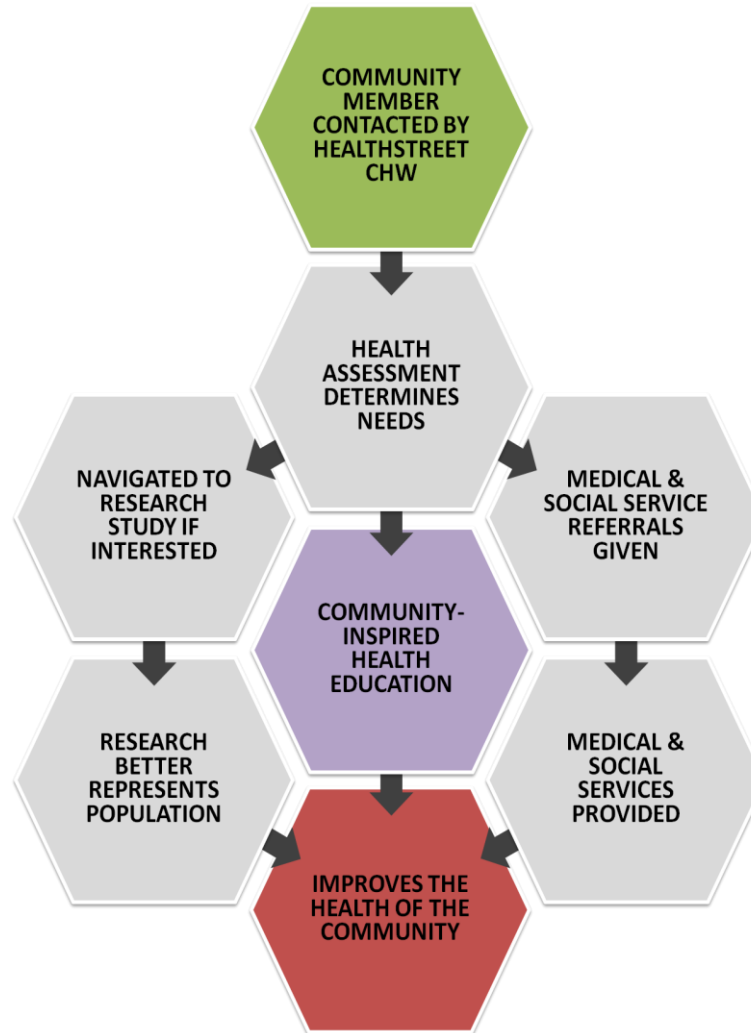 COMMUNITY
MEMBER
CONTACTED BY
HEALTHSTREET
CHW
HEALTH
ASSESSMENT
DETERMINES
NEEDS
NAVIGATED TO
RESEARCH
STUDY IF
INTERESTED
MEDICAL &
SOCIAL SERVICE
REFERRALS
GIVEN
COMMUNITY-
INSPIRED
HEALTH
EDUCATION
RESEARCH
BETTER
REPRESENTS
POPULATION
MEDICAL &
SOCIAL
SERVICES
PROVIDED
IMPROVES THE
HEALTH OF THE
COMMUNITY